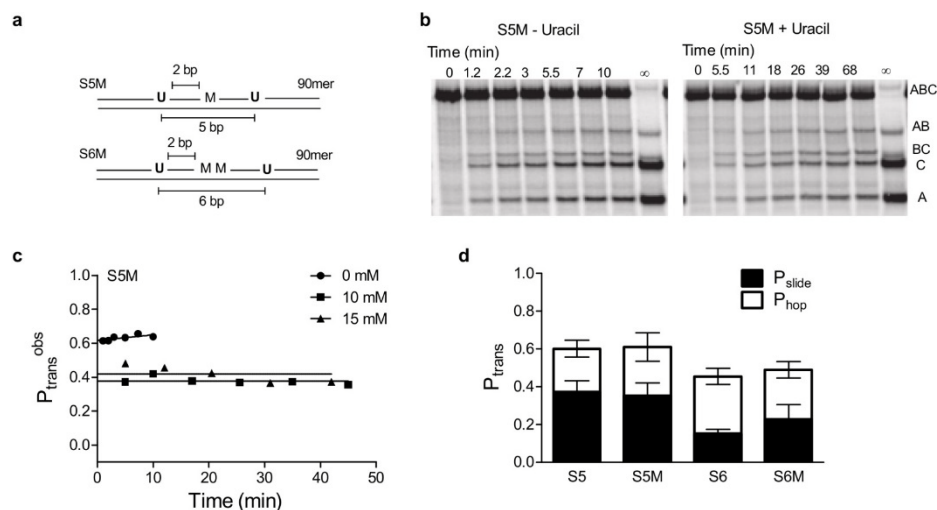 a
2 bp
S5M
90mer
U M U
5 bp
2 bp
S6M
90mer
U M M U
6 bp
b
S5M - Uracil
S5M + Uracil
Time (min)
0 1.2 2.2 3 5.5 7 10 ∞
Time (min)
0 5.5 11 18 26 39 68 ∞
ABC
AB
BC
C
A
c
S5M
0 mM
10 mM
15 mM
P_trans^obs
1.0
0.8
0.6
0.4
0.2
0.0
0 10 20 30 40 50
Time (min)
d
P_slide
P_hop
P_trans
1.0
0.8
0.6
0.4
0.2
0.0
S5 S5M S6 S6M